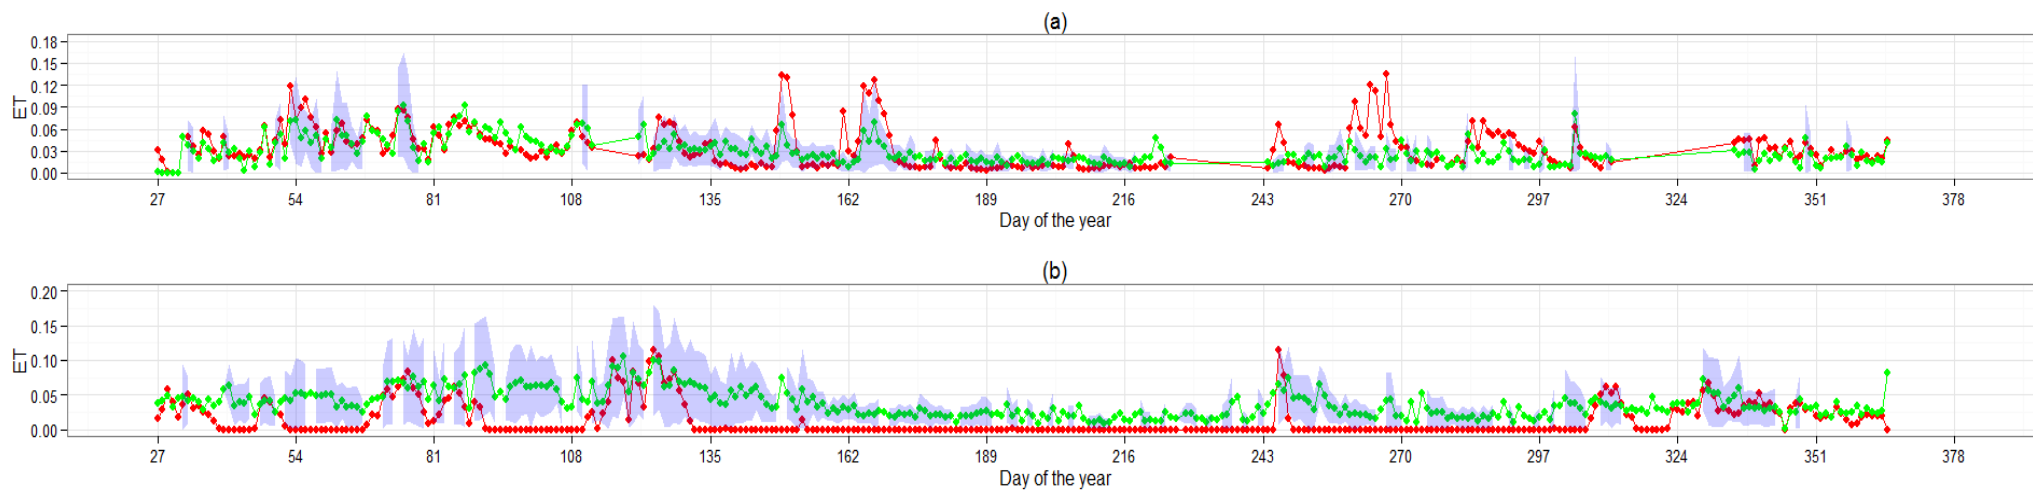 (a)
0.18
0.15
0.12
0.09
0.06
0.03
0.00
ET
27 54 81 108 135 162 189 216 243 270 297 324 351 378
Day of the year
(b)
0.20
0.15
0.10
0.05
0.00
ET
27 54 81 108 135 162 189 216 243 270 297 324 351 378
Day of the year